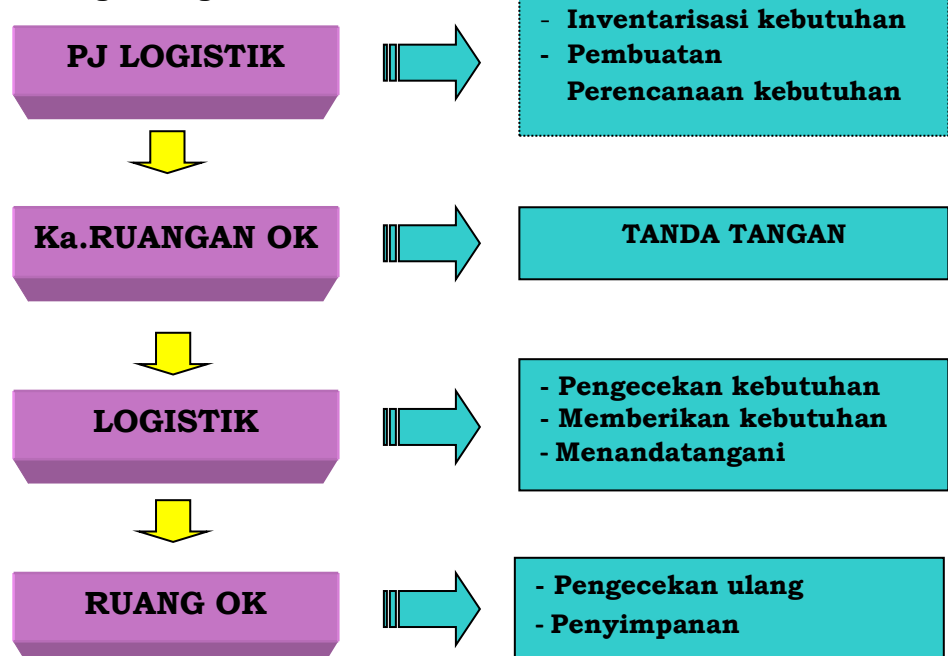 PJ LOGISTIK
- Inventarisasi kebutuhan
- Pembuatan
Perencanaan kebutuhan
Ka.RUANGAN OK
TANDA TANGAN
LOGISTIK
- Pengecekan kebutuhan
- Memberikan kebutuhan
- Menandatangani
RUANG OK
- Pengecekan ulang
- Penyimpanan